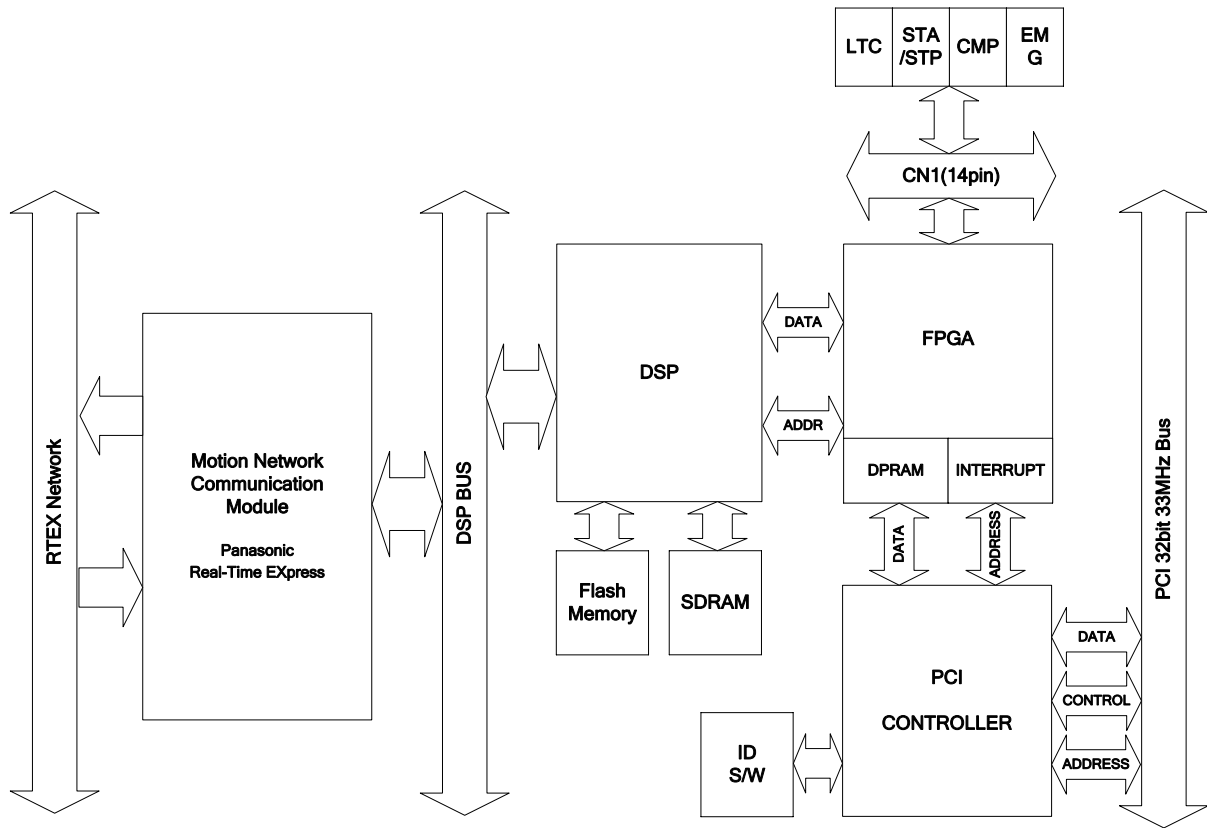 LTC
STA
/STP
CMP
EM
G
CN1(14pin)
DSP
DATA
ADDR
FPGA
DPRAM
INTERRUPT
RTEX Network
Motion Network
Communication
Module
Panasonic
Real-Time EXpress
DSP BUS
Flash
Memory
SDRAM
DATA
ADDRESS
PCI
CONTROLLER
ID
S/W
DATA
CONTROL
ADDRESS
PCI 32bit 33MHz Bus